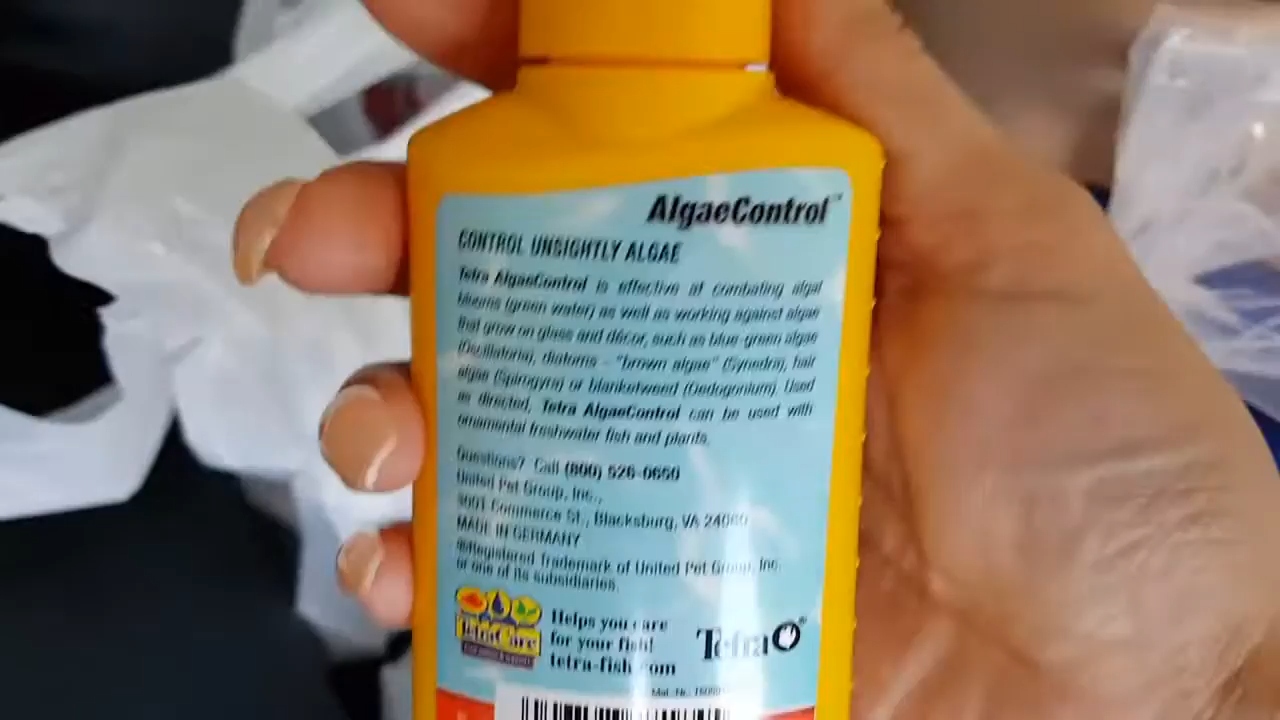 AlgaeControl™
CONTROL UNSIGHTLY ALGAE
Tetra AlgaeControl is effective at combating algal
blooms (green water) as well as working against algae
that grow on glass and décor, such as blue-green algae
(Oscillatoria), diatoms - "brown algae" (Synedra), hair
algae (Spirogyra) or blanketweed (Oedogonium). Used
as directed, Tetra AlgaeControl can be used with
ornamental freshwater fish and plants.
Questions? Call (800) 526-0650
United Pet Group, Inc.,
3001 Commerce St., Blacksburg, VA 24060
MADE IN GERMANY
®Registered Trademark of United Pet Group, Inc.
or one of its subsidiaries.
Helps you care
for your fish!
tetra-fish.com
Tetra®
Mat.-Nr.